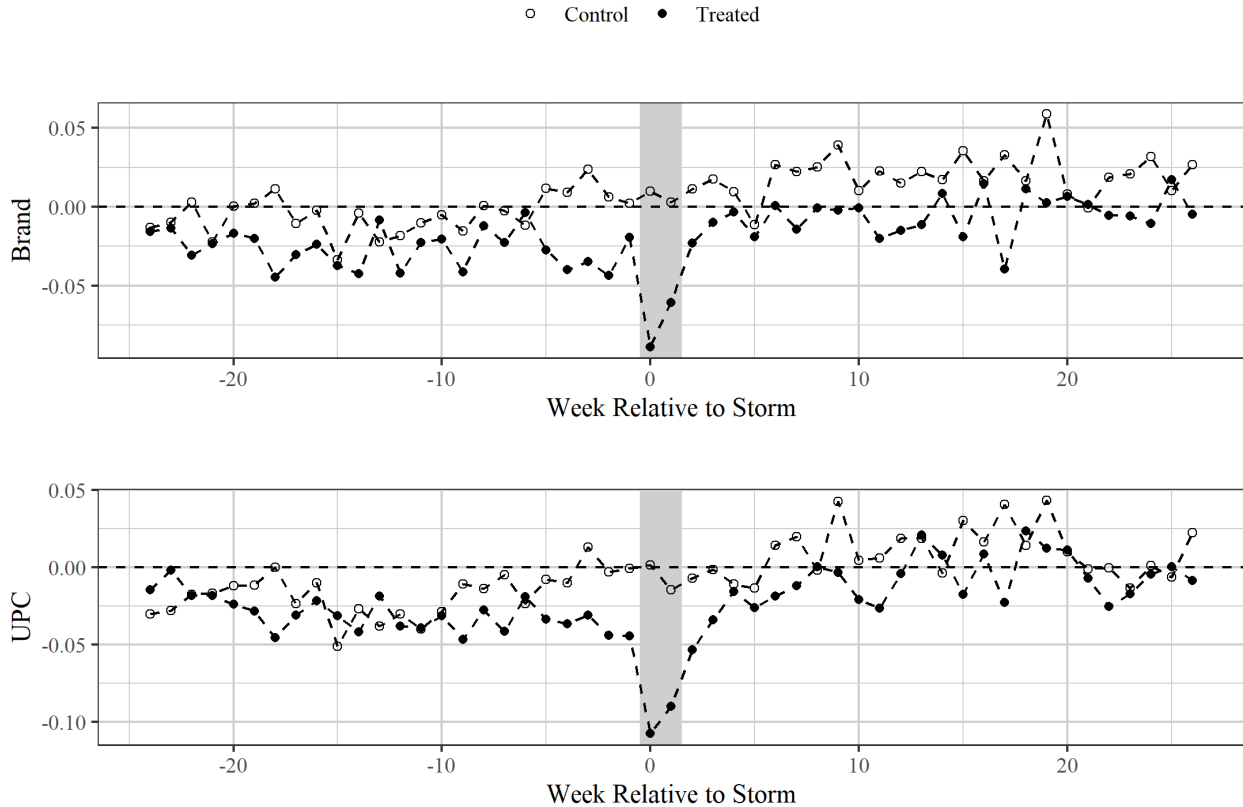 Control Treated
0.05
0.00
-0.05
Brand
-20 -10 0 10 20
Week Relative to Storm
0.05
0.00
-0.05
-0.10
UPC
-20 -10 0 10 20
Week Relative to Storm